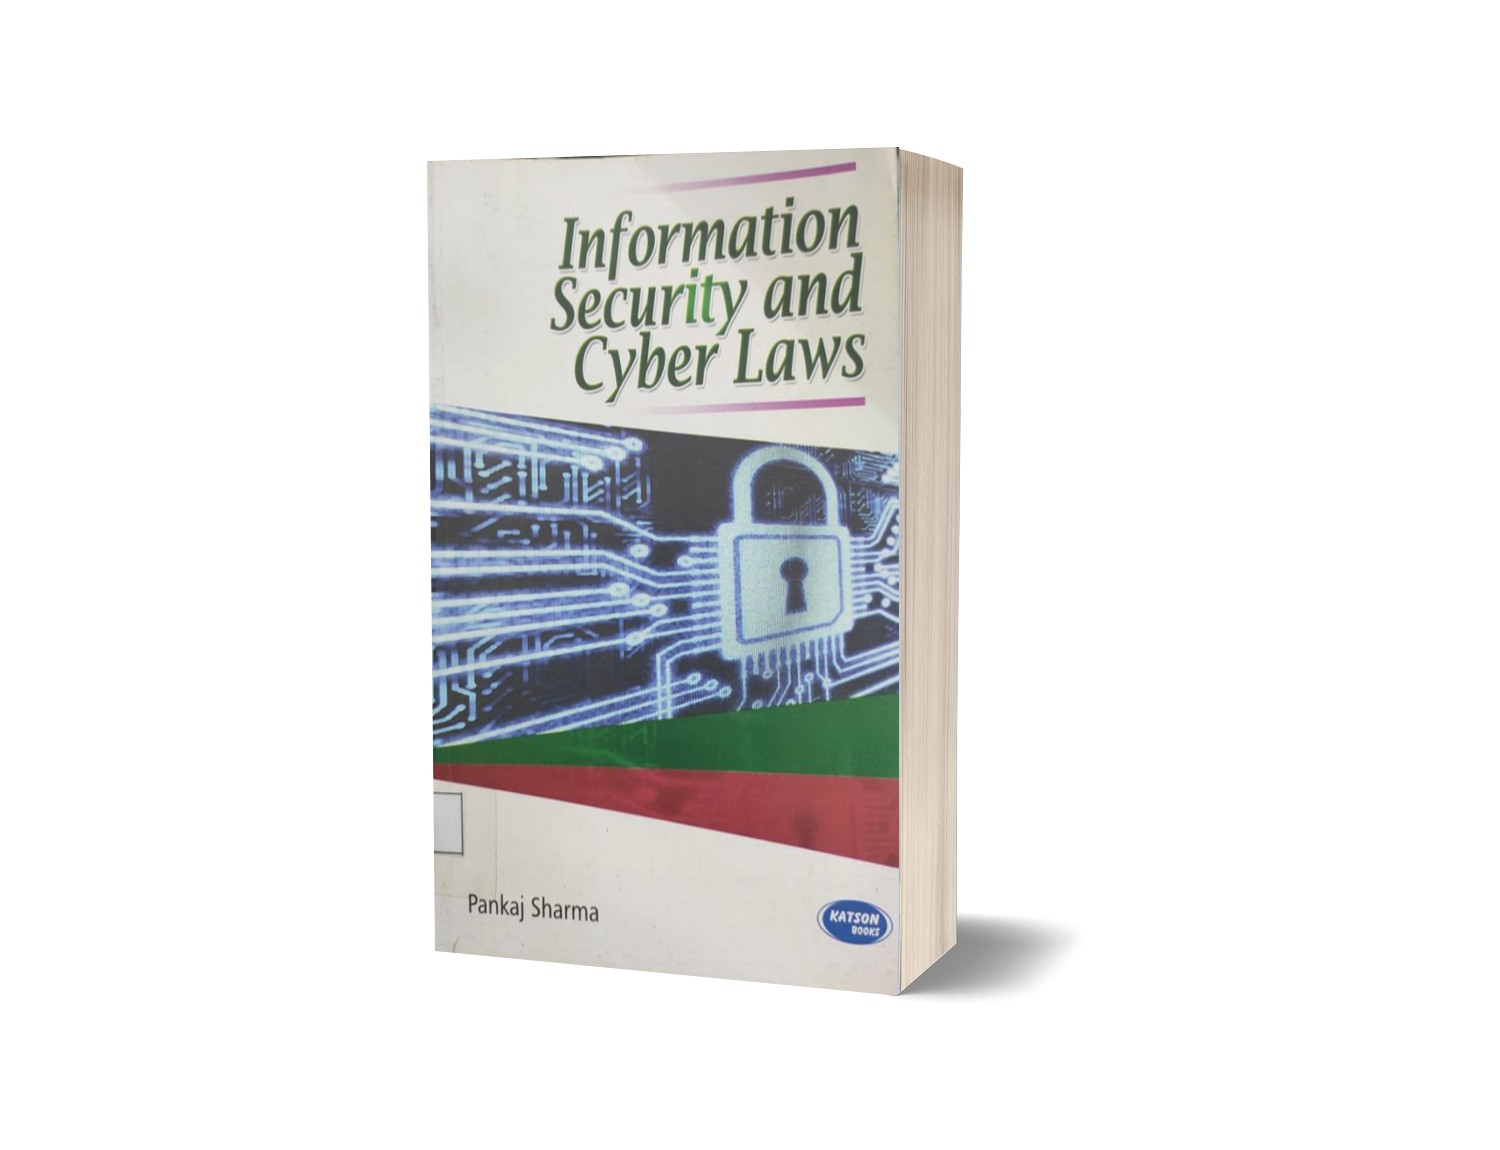 Information
Security and
Cyber Laws
Pankaj Sharma
KATSON
BOOKS